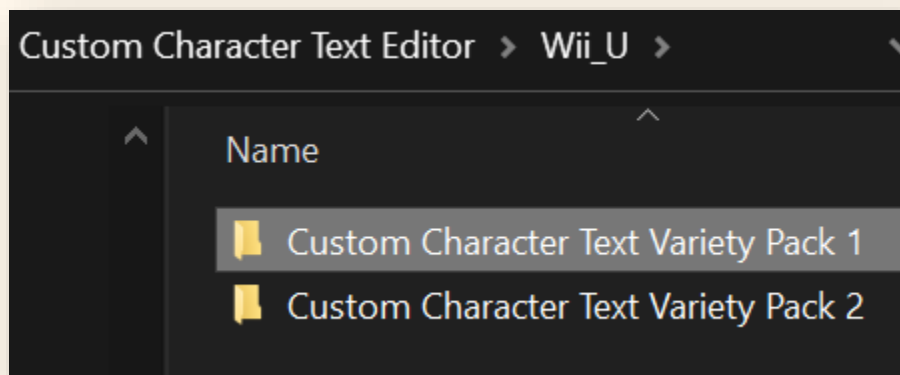 Custom Character Text Editor > Wii_U >
Name
Custom Character Text Variety Pack 1
Custom Character Text Variety Pack 2